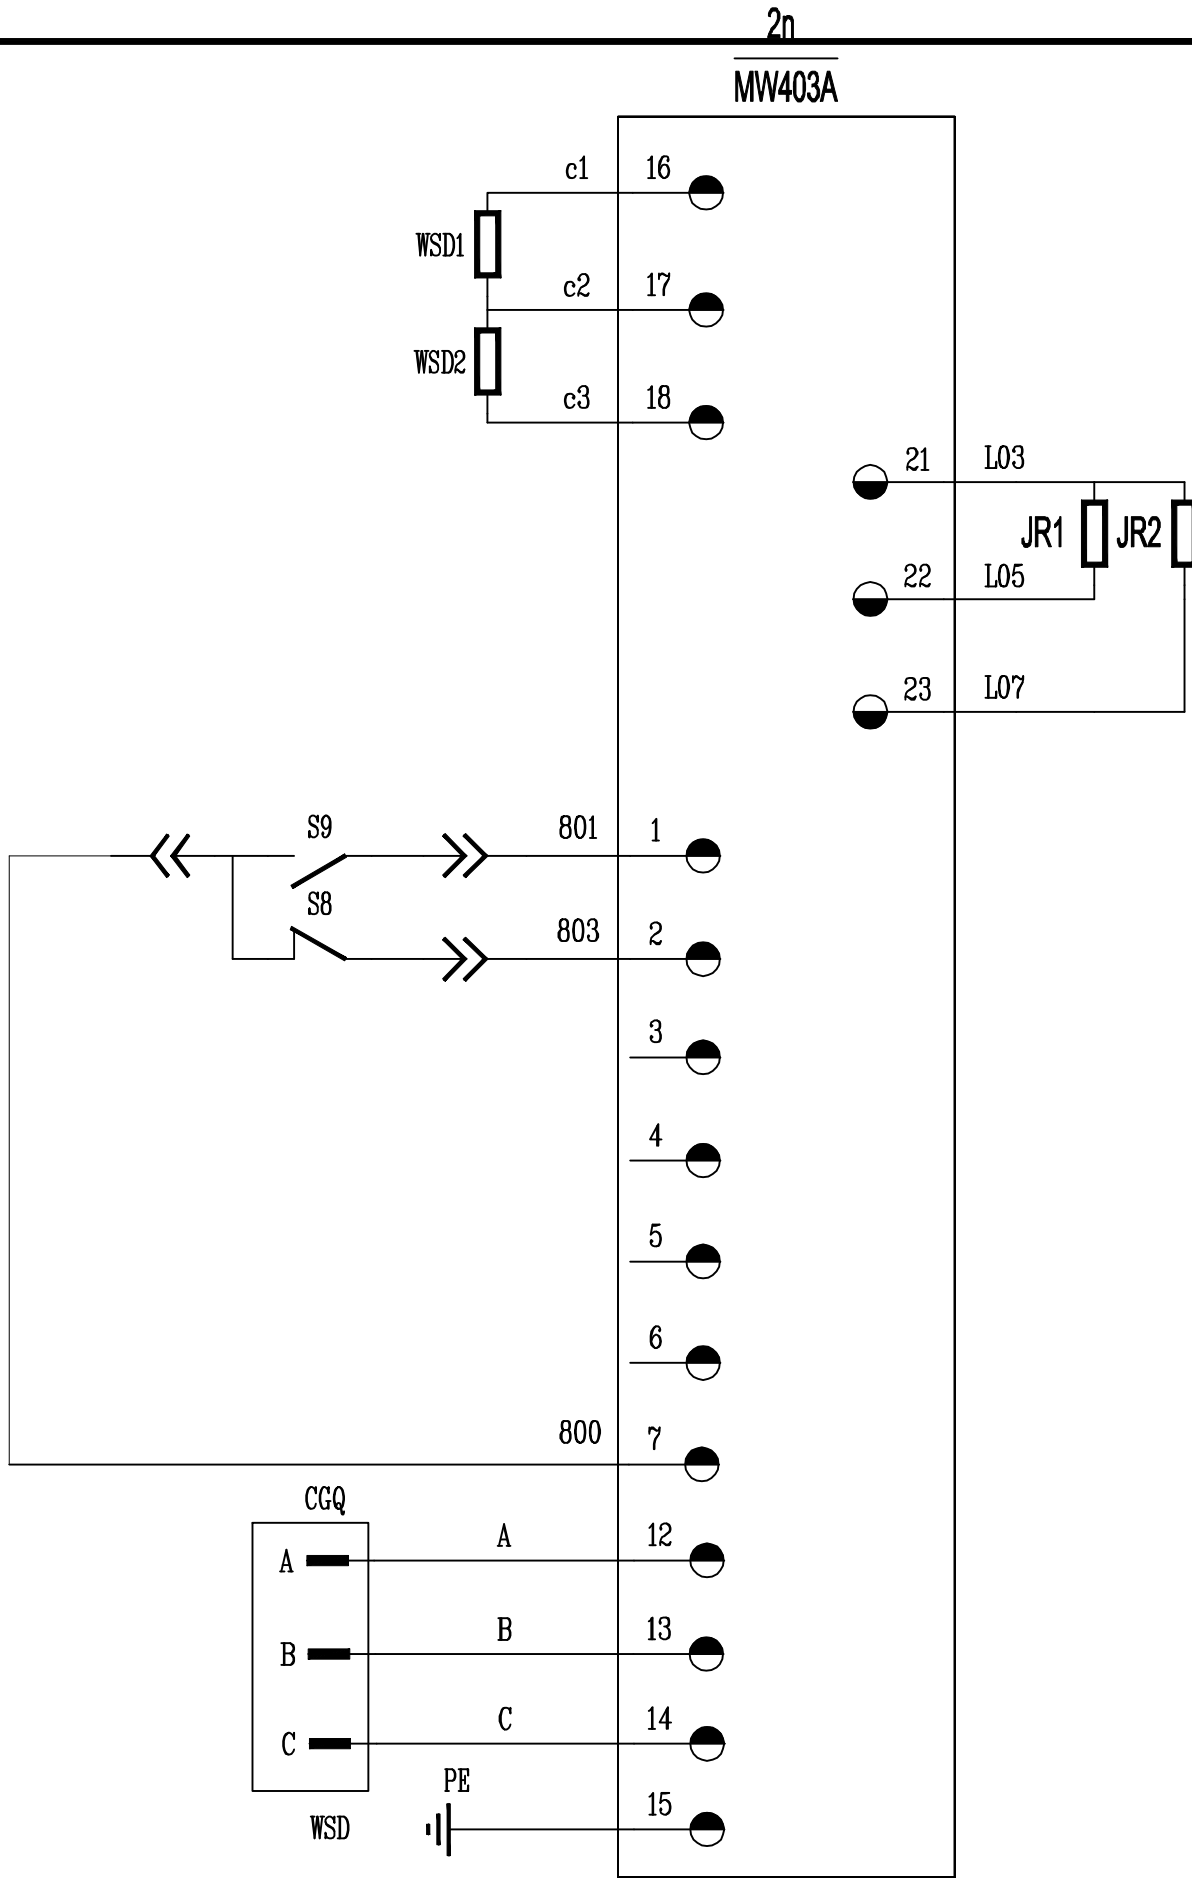 2n
MW403A
c1 16
WSD1
c2 17
WSD2
c3 18
21 L03
JR1 JR2
22 L05
23 L07
S9 801 1
S8 803 2
3
4
5
6
800 7
CGQ
A A 12
B B 13
C C 14
PE 15
WSD